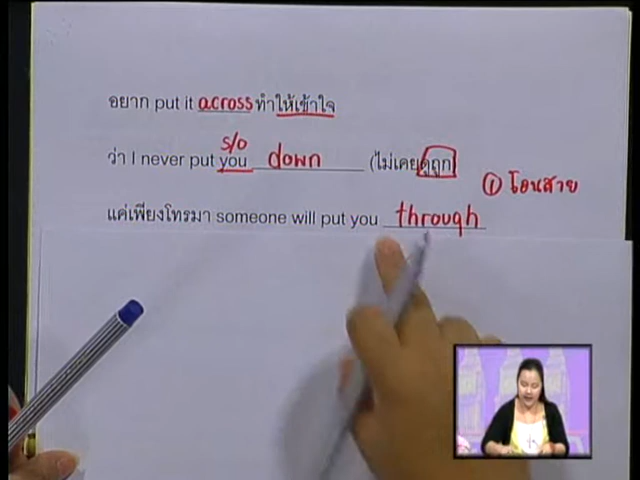 อยาก put it across ทำให้เข้าใจ
s/o
ว่า I never put you down (ไม่เคยดูถูก)
① โอนสาย
แค่เพียงโทรมา someone will put you through